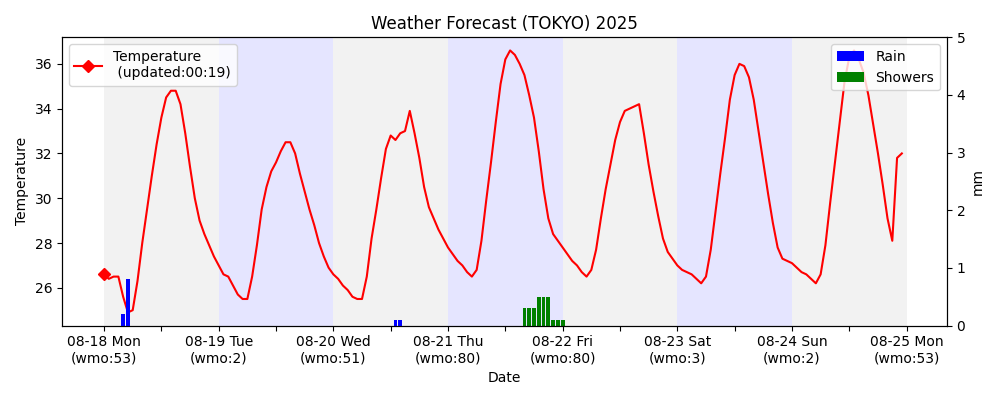 Weather Forecast (TOKYO) 2025
Temperature
(updated:00:19)
Rain
Showers
Temperature
36
34
32
30
28
26
5
4
3
2
1
0
mm
08-18 Mon
(wmo:53)
08-19 Tue
(wmo:2)
08-20 Wed
(wmo:51)
08-21 Thu
(wmo:80)
08-22 Fri
(wmo:80)
08-23 Sat
(wmo:3)
08-24 Sun
(wmo:2)
08-25 Mon
(wmo:53)
Date